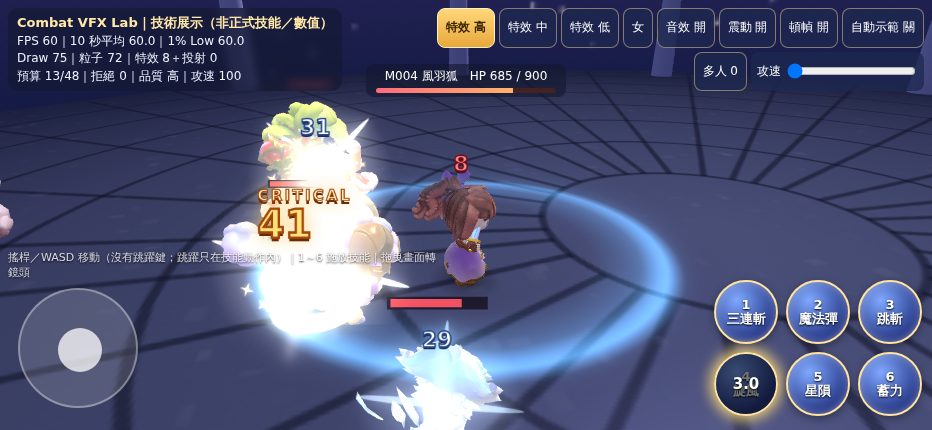 Combat VFX Lab｜技術展示（非正式技能／數值）
FPS 60｜10 秒平均 60.0｜1% Low 60.0
Draw 75｜粒子 72｜特效 8＋投射 0
預算 13/48｜拒絕 0｜品質 高｜攻速 100
特效 高
特效 中
特效 低
女
音效 開
震動 開
頓幀 開
自動示範 關
多人 0
攻速
M004 風羽狐 HP 685 / 900
31
8
CRITICAL
41
搖桿／WASD 移動（沒有跳躍鍵；跳躍只在技能動作內）｜1～6 施放技能｜拖曳畫面轉
鏡頭
29
1
三連斬
2
魔法彈
3
跳斬
4
3.0
旋風
5
星隕
6
蓄力